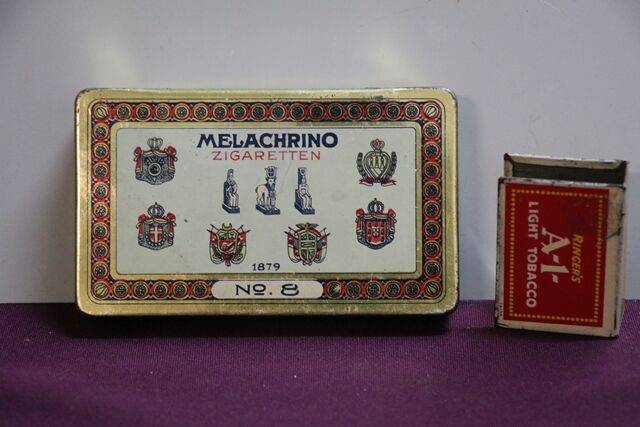 MELACHRINO
ZIGARETTEN
1879
No. 8
RINGER'S
A-1-
LIGHT TOBACCO